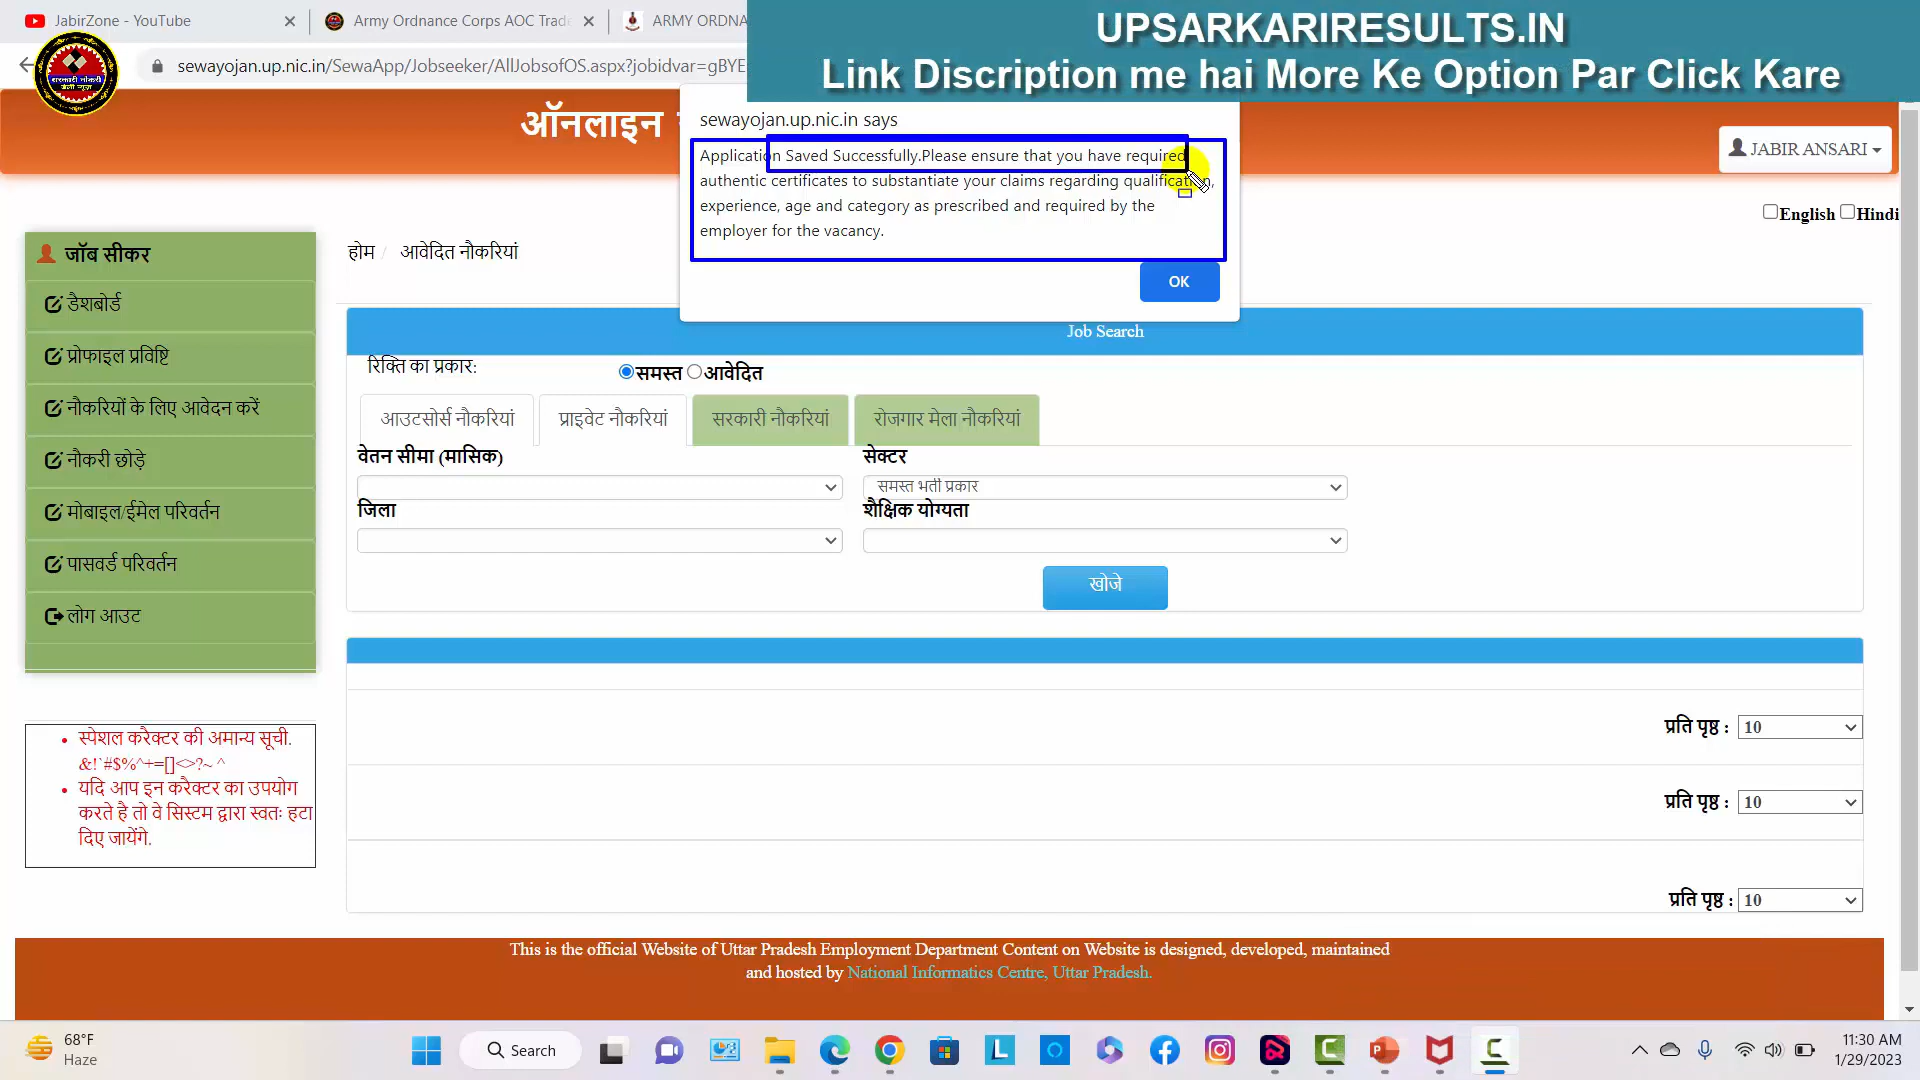 JabirZone - YouTube
Army Ordnance Corps AOC Trad
ARMY ORDNA
UPSARKARIRESULTS.IN
Link Discription me hai More Ke Option Par Click Kare
sewayojan.up.nic.in/SewaApp/Jobseeker/AllJobsofOS.aspx?jobidvar=gBYE
सरकारी नौकरी
ऑनलाइन
sewayojan.up.nic.in says
Application Saved Successfully.Please ensure that you have required
authentic certificates to substantiate your claims regarding qualification,
experience, age and category as prescribed and required by the
employer for the vacancy.
OK
JABIR ANSARI
English Hindi
जॉब सीकर
डैशबोर्ड
प्रोफाइल प्रविष्टि
नौकरियों के लिए आवेदन करें
नौकरी छोड़े
मोबाइल/ईमेल परिवर्तन
पासवर्ड परिवर्तन
लोग आउट
होम / आवेदित नौकरियां
Job Search
रिक्ति का प्रकार:
समस्त आवेदित
आउटसोर्स नौकरियां
प्राइवेट नौकरियां
सरकारी नौकरियां
रोजगार मेला नौकरियां
वेतन सीमा (मासिक)
सेक्टर
समस्त भर्ती प्रकार
जिला
शैक्षिक योग्यता
खोजे
स्पेशल करैक्टर की अमान्य सूची.
&!`#$%^+=[]<>?~ ^
यदि आप इन करैक्टर का उपयोग
करते है तो वे सिस्टम द्वारा स्वतः हटा
दिए जायेंगे.
प्रति पृष्ठ : 10
प्रति पृष्ठ : 10
प्रति पृष्ठ : 10
This is the official Website of Uttar Pradesh Employment Department Content on Website is designed, developed, maintained
and hosted by National Informatics Centre, Uttar Pradesh.
68°F
Haze
Search
11:30 AM
1/29/2023